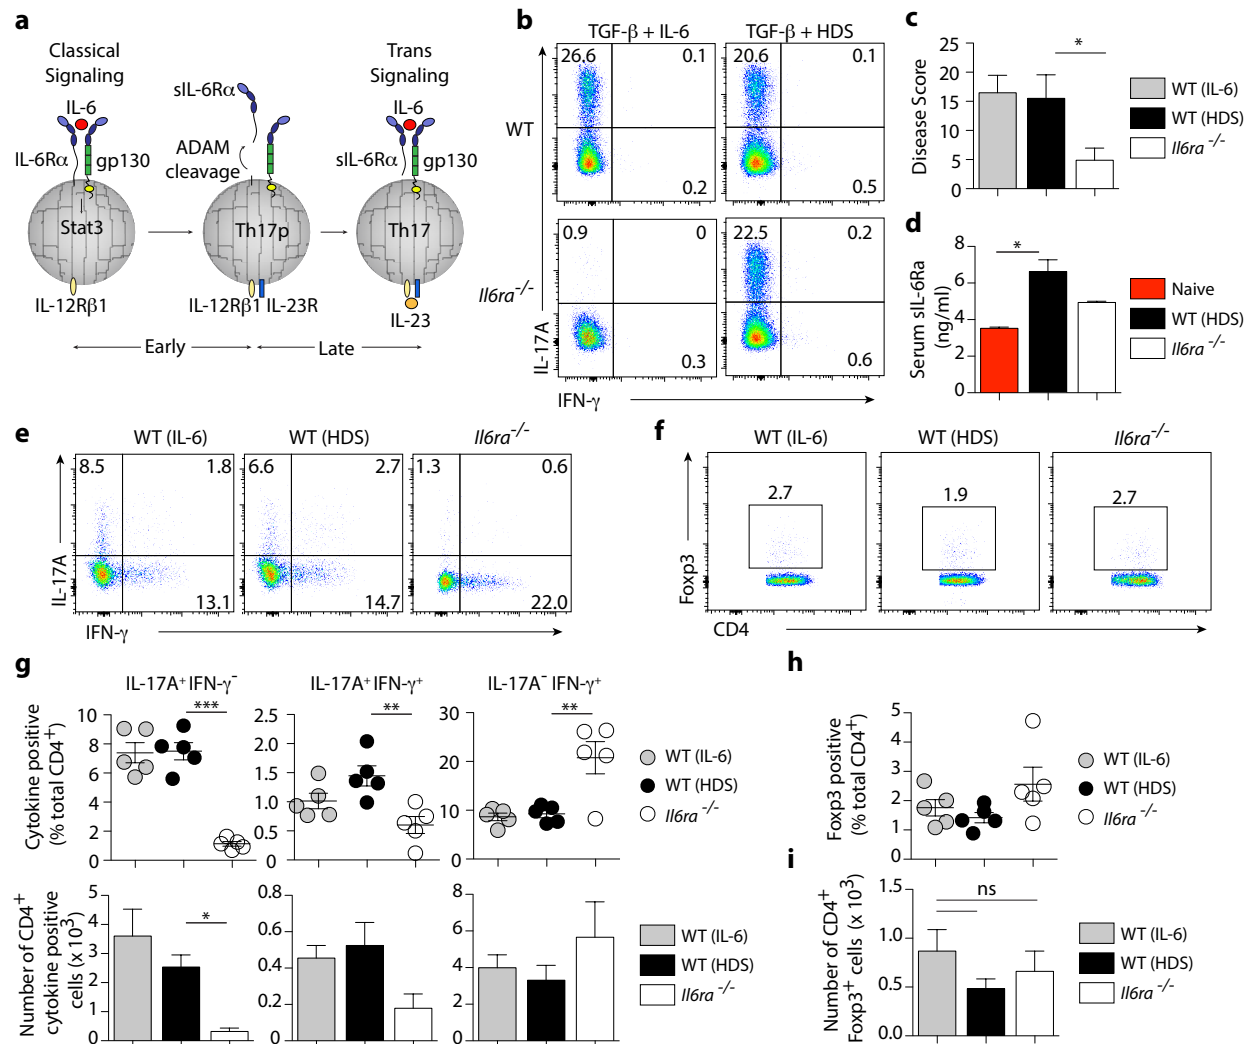 a
Classical
Signaling
IL-6
IL-6Rα
gp130
Stat3
IL-12Rβ1
sIL-6Rα
ADAM
cleavage
Th17p
IL-12Rβ1 IL-23R
Trans
Signaling
IL-6
sIL-6Rα
gp130
Th17
IL-23
Early
Late
b
TGF-β + IL-6
TGF-β + HDS
WT
26.6
0.1
0.2
20.6
0.1
0.5
Il6ra-/-
0.9
0
0.3
22.5
0.2
0.6
IL-17A
IFN-γ
c
Disease Score
25
20
15
10
5
0
*
WT (IL-6)
WT (HDS)
Il6ra -/-
d
Serum sIL-6Ra
(ng/ml)
8
6
4
2
0
*
Naive
WT (HDS)
Il6ra -/-
e
WT (IL-6)
WT (HDS)
Il6ra-/-
8.5
1.8
13.1
6.6
2.7
14.7
1.3
0.6
22.0
IL-17A
IFN-γ
f
WT (IL-6)
WT (HDS)
Il6ra-/-
2.7
1.9
2.7
Foxp3
CD4
g
IL-17A+ IFN-γ-
IL-17A+ IFN-γ+
IL-17A- IFN-γ+
Cytokine positive
(% total CD4+)
10
8
6
4
2
0
***
2.5
2.0
1.5
1.0
0.5
0
**
30
20
10
0
**
WT (IL-6)
WT (HDS)
Il6ra -/-
Number of CD4+
cytokine positive
cells (x 103)
5
4
3
2
1
0
*
0.8
0.6
0.4
0.2
0
8
6
4
2
0
WT (IL-6)
WT (HDS)
Il6ra -/-
h
Foxp3 positive
(% total CD4+)
5
4
3
2
1
0
WT (IL-6)
WT (HDS)
Il6ra -/-
i
Number of CD4+
Foxp3+ cells (x 103)
1.5
1.0
0.5
0.0
ns
WT (IL-6)
WT (HDS)
Il6ra -/-